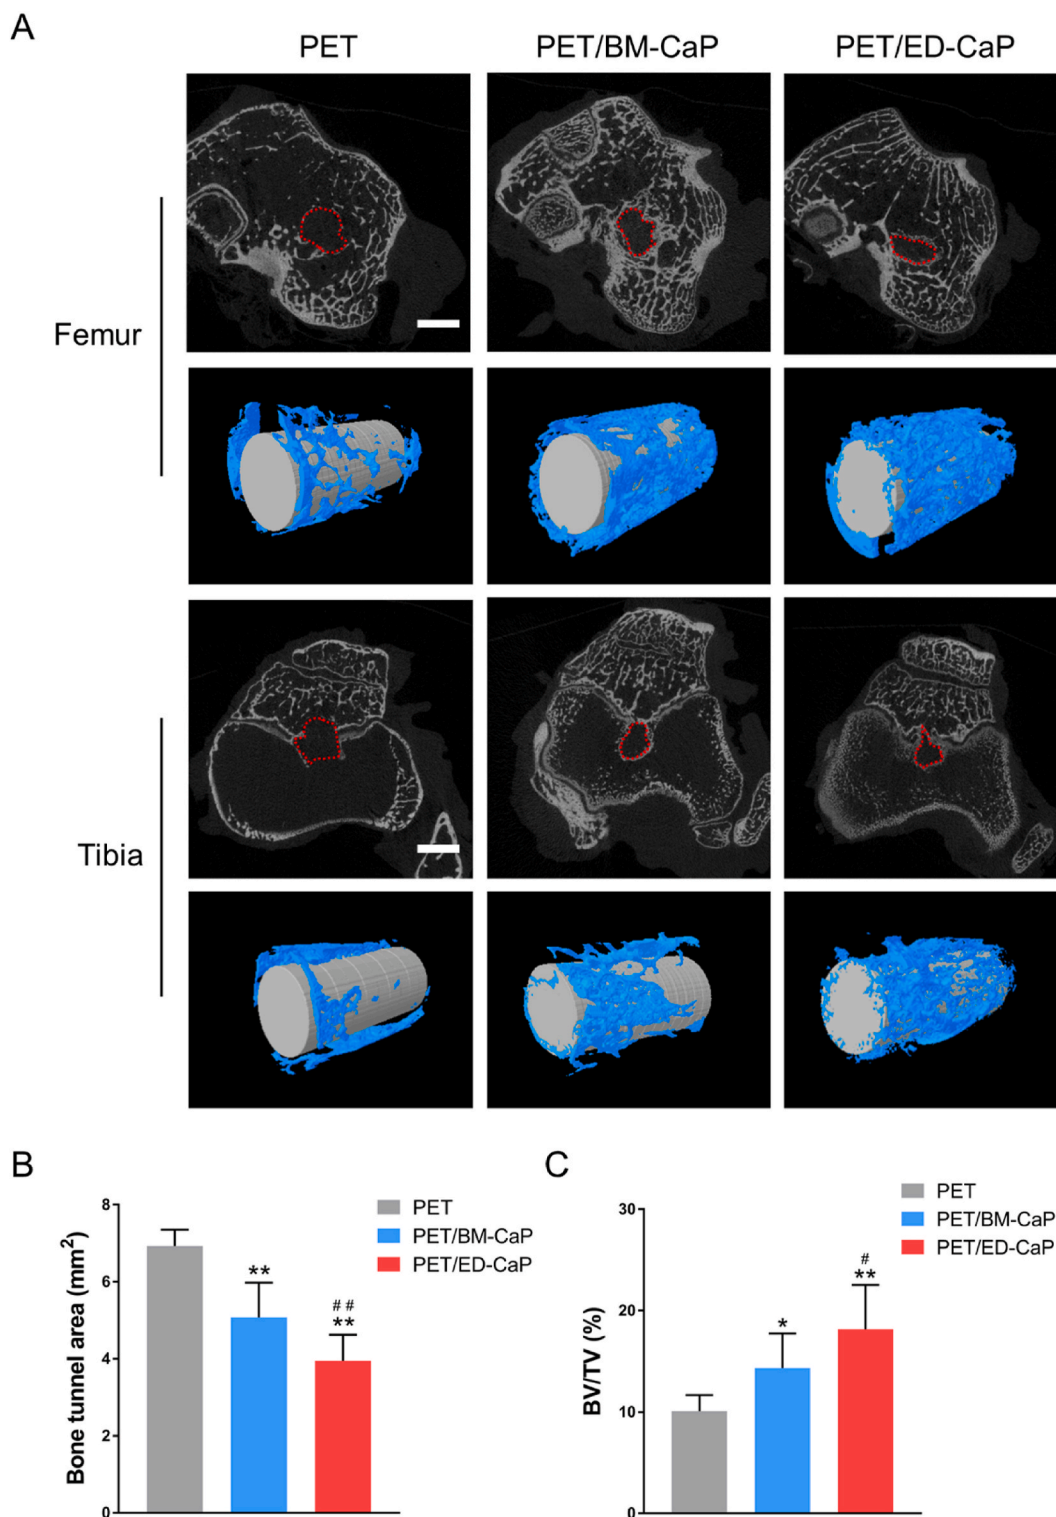 A
PET
PET/BM-CaP
PET/ED-CaP
Femur
Tibia
B
Bone tunnel area (mm²)
8
6
4
2
0
**
##
**
PET
PET/BM-CaP
PET/ED-CaP
C
BV/TV (%)
30
20
10
0
*
#
**
PET
PET/BM-CaP
PET/ED-CaP